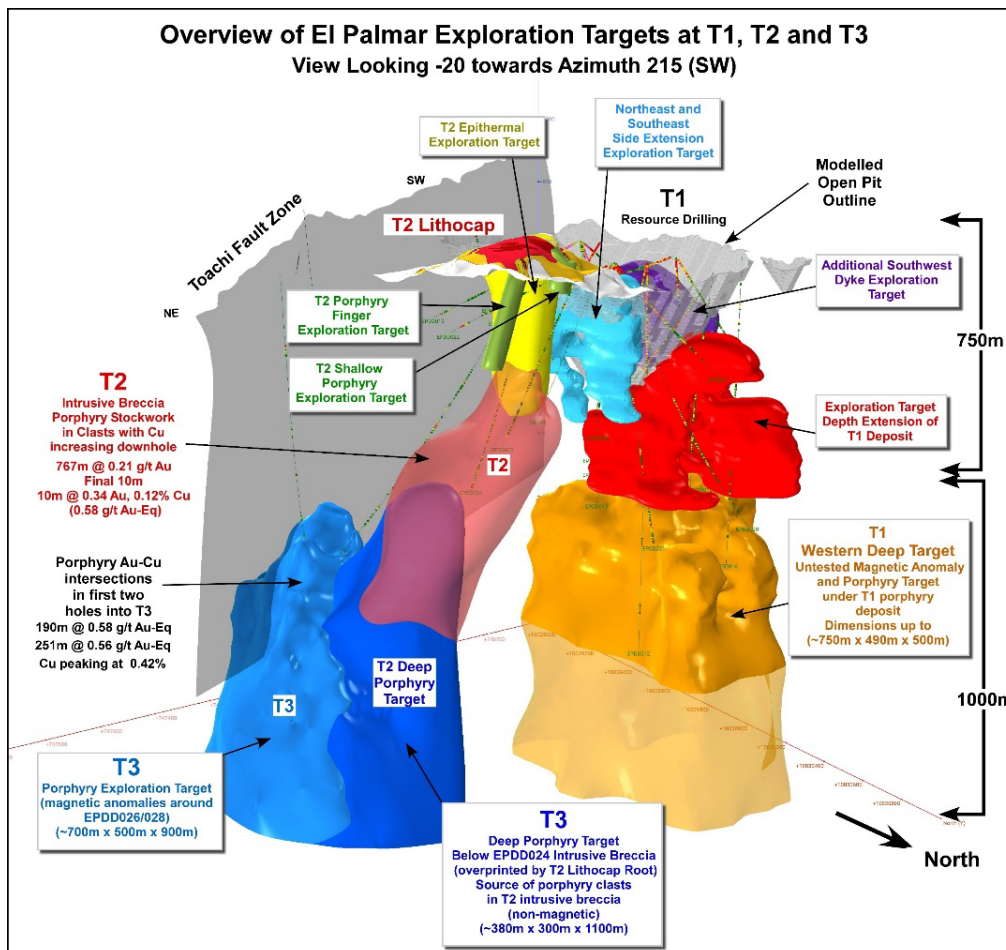 Overview of El Palmar Exploration Targets at T1, T2 and T3
View Looking -20 towards Azimuth 215 (SW)
T2 Epithermal
Exploration Target
Northeast and
Southeast
Side Extension
Exploration Target
Modelled
Open Pit
Outline
SW
T1
Resource Drilling
T2 Lithocap
Toachi Fault Zone
NE
Additional Southwest
Dyke Exploration
Target
T2 Porphyry
Finger
Exploration Target
T2 Shallow
Porphyry
Exploration Target
750m
T2
Intrusive Breccia
Porphyry Stockwork
in Clasts with Cu
increasing downhole
767m @ 0.21 g/t Au
Final 10m
10m @ 0.34 Au, 0.12% Cu
(0.58 g/t Au-Eq)
T2
Exploration Target
Depth Extension of
T1 Deposit
Porphyry Au-Cu
intersections
in first two
holes into T3
190m @ 0.58 g/t Au-Eq
251m @ 0.56 g/t Au-Eq
Cu peaking at 0.42%
T1
Western Deep Target
Untested Magnetic Anomaly
and Porphyry Target
under T1 porphyry
deposit
Dimensions up to
(~750m x 490m x 500m)
T2 Deep
Porphyry
Target
T3
1000m
T3
Porphyry Exploration Target
(magnetic anomalies around
EPDD026/028)
(~700m x 500m x 900m)
T3
Deep Porphyry Target
Below EPDD024 Intrusive Breccia
(overprinted by T2 Lithocap Root)
Source of porphyry clasts
in T2 intrusive breccia
(non-magnetic)
(~380m x 300m x 1100m)
North